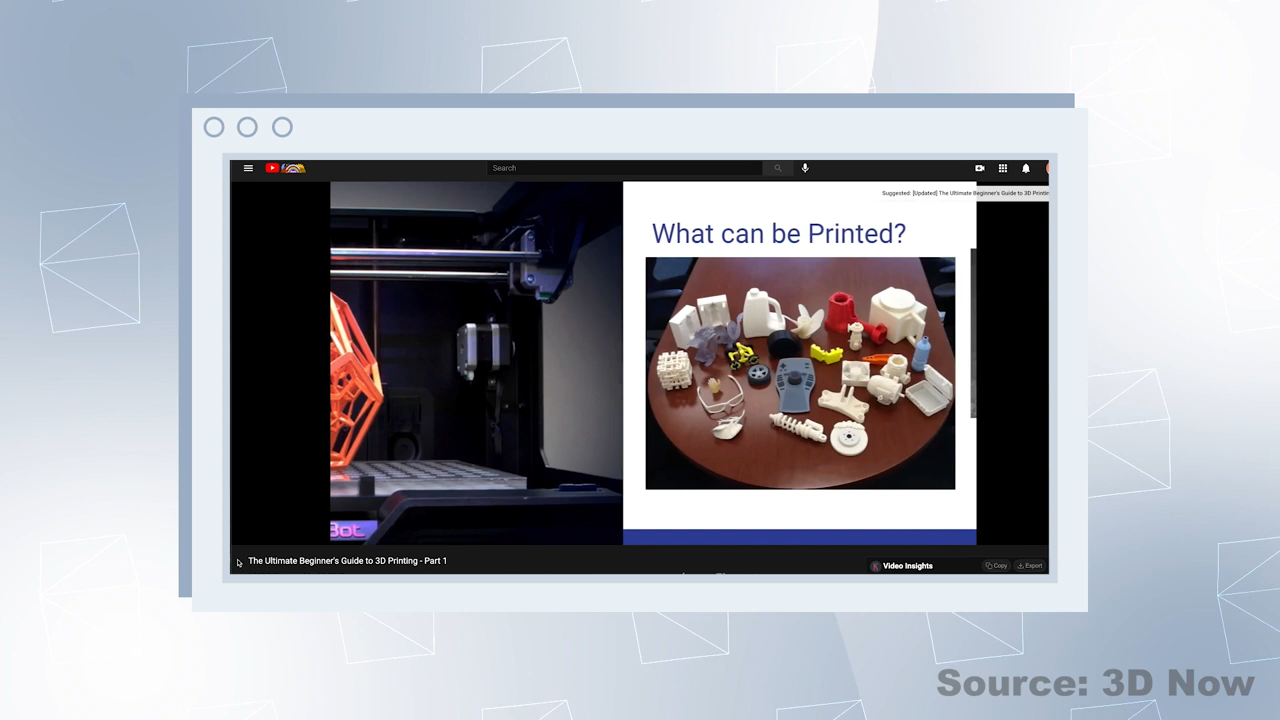 Search
Suggested: [Updated] The Ultimate Beginner's Guide to 3D Printin
What can be Printed?
Bot
The Ultimate Beginner's Guide to 3D Printing - Part 1
Video Insights
Copy
Export
Source: 3D Now